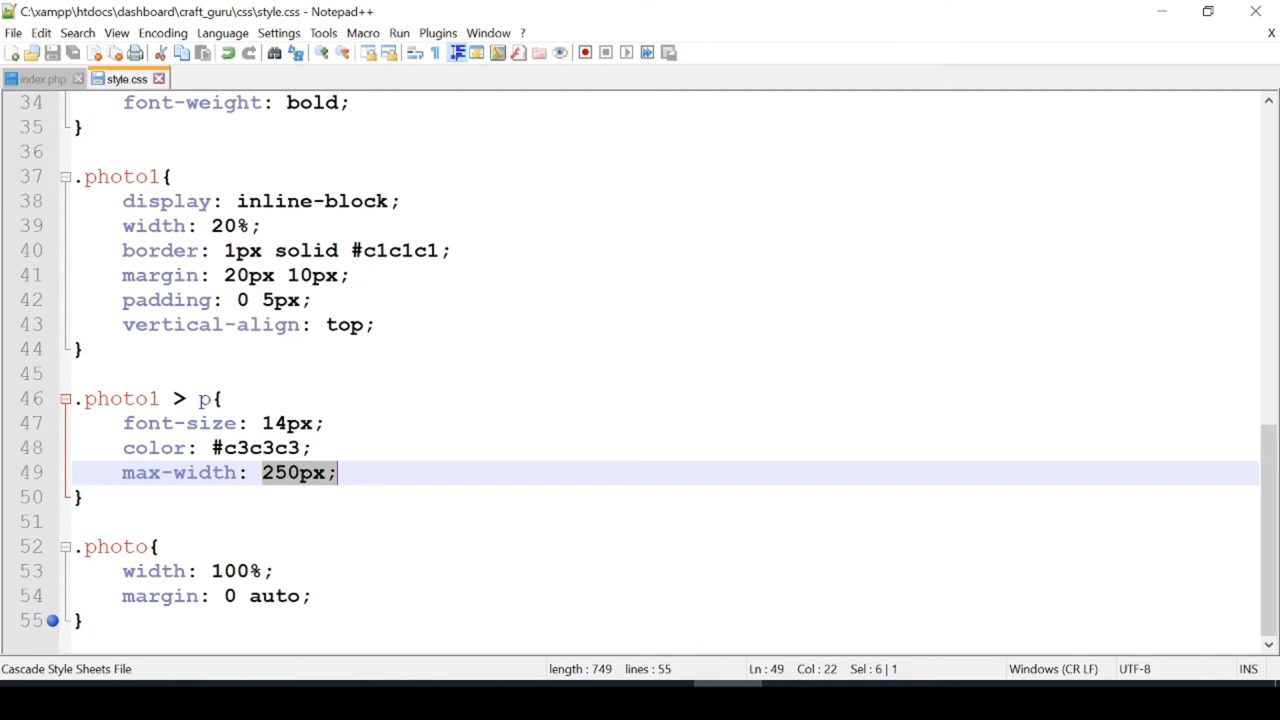 C:\xampp\htdocs\dashboard\craft_guru\css\style.css - Notepad++
File Edit Search View Encoding Language Settings Tools Macro Run Plugins Window ? X
index.php style.css
34 font-weight: bold;
35 }
36
37 .photo1{
38 display: inline-block;
39 width: 20%;
40 border: 1px solid #c1c1c1;
41 margin: 20px 10px;
42 padding: 0 5px;
43 vertical-align: top;
44 }
45
46 .photo1 > p{
47 font-size: 14px;
48 color: #c3c3c3;
49 max-width: 250px;
50 }
51
52 .photo{
53 width: 100%;
54 margin: 0 auto;
55 }
Cascade Style Sheets File length : 749 lines : 55 Ln : 49 Col : 22 Sel : 6 | 1 Windows (CR LF) UTF-8 INS